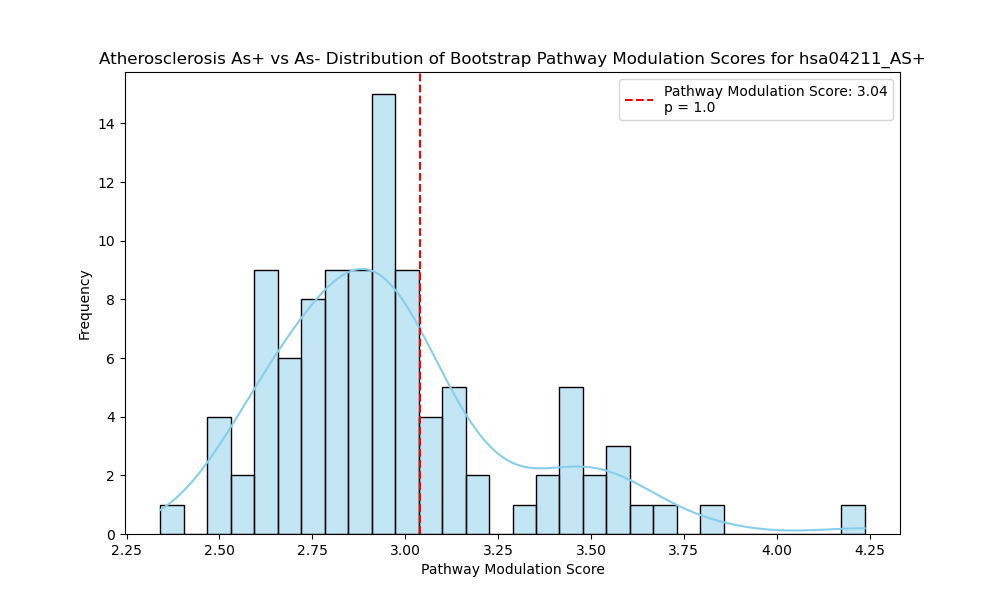 Atherosclerosis As+ vs As- Distribution of Bootstrap Pathway Modulation Scores for hsa04211_AS+
Pathway Modulation Score: 3.04
p = 1.0
14
12
10
8
6
4
2
0
Frequency
2.25 2.50 2.75 3.00 3.25 3.50 3.75 4.00 4.25
Pathway Modulation Score